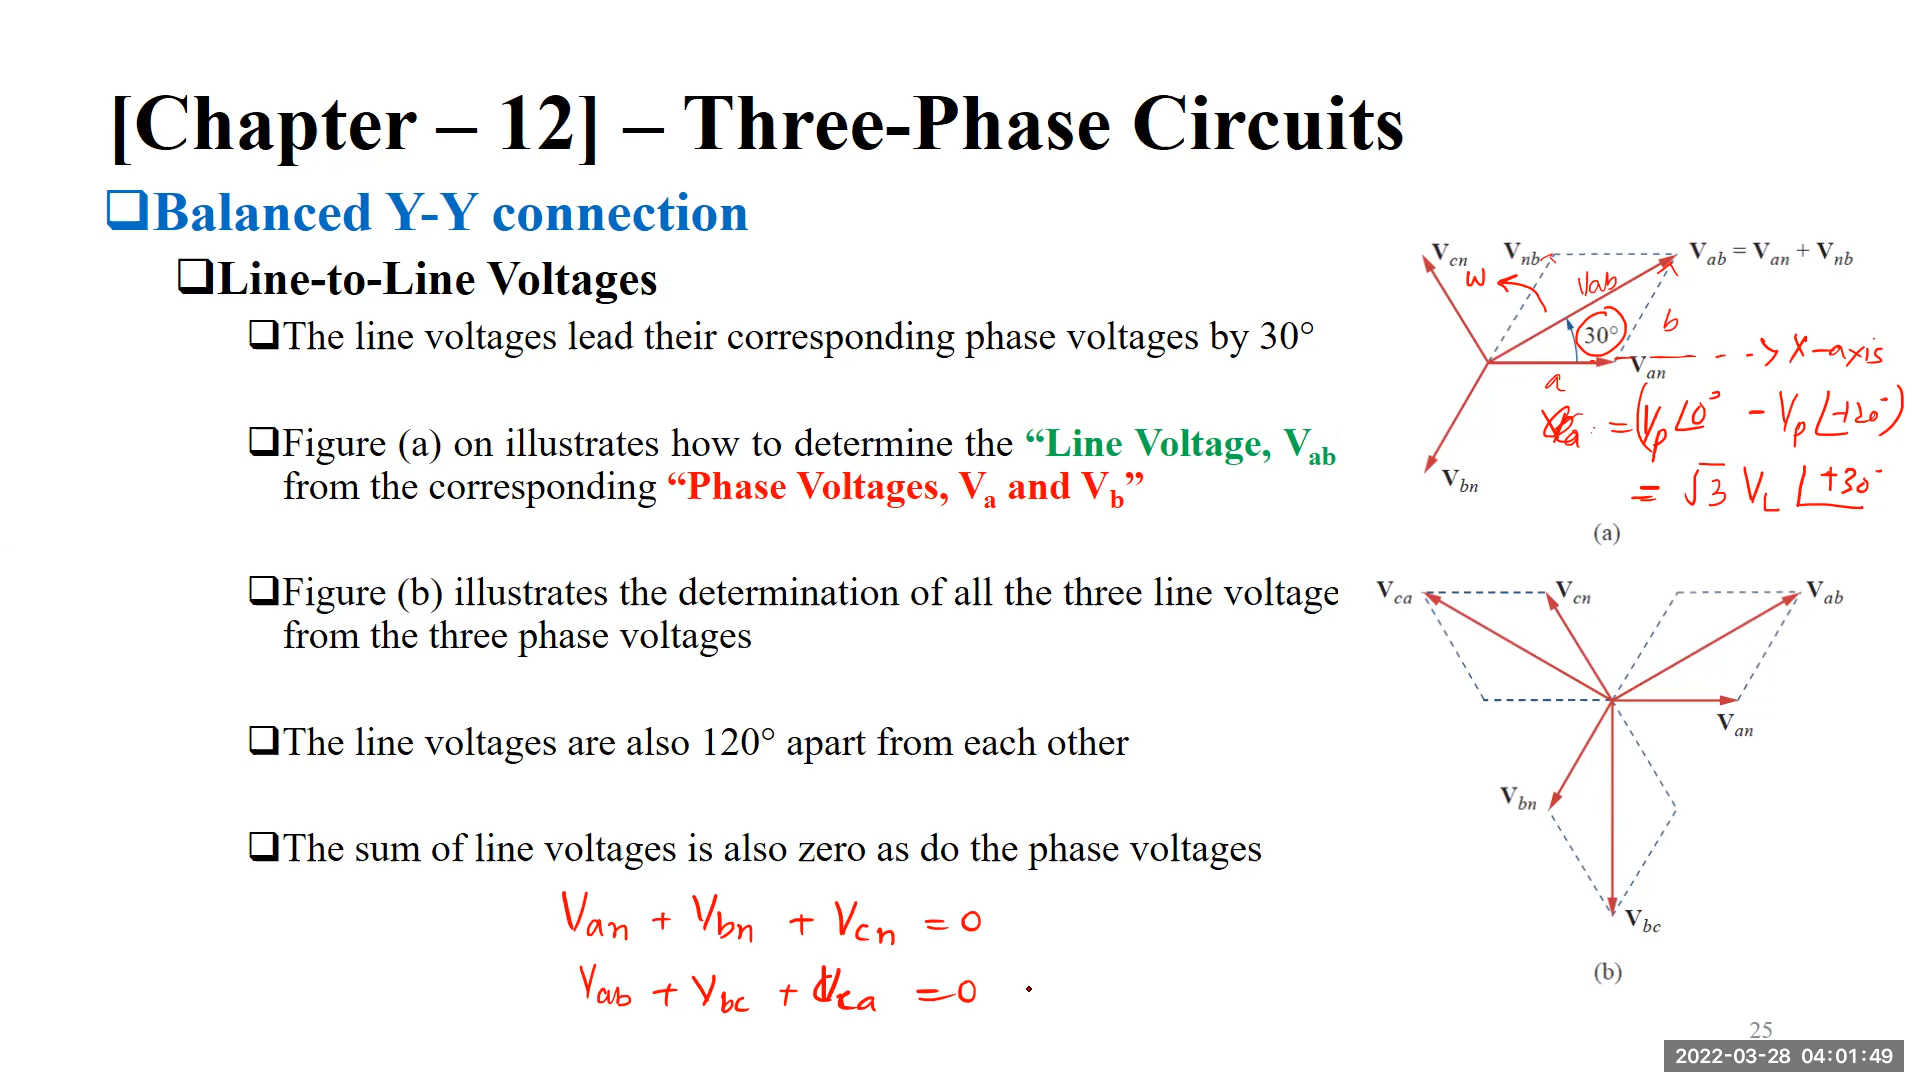 [Chapter – 12] – Three-Phase Circuits
❑Balanced Y-Y connection
❑Line-to-Line Voltages
❑The line voltages lead their corresponding phase voltages by 30°
❑Figure (a) on illustrates how to determine the “Line Voltage, Vab
from the corresponding “Phase Voltages, Va and Vb”
❑Figure (b) illustrates the determination of all the three line voltage
from the three phase voltages
❑The line voltages are also 120° apart from each other
❑The sum of line voltages is also zero as do the phase voltages
Van + Vbn + Vcn = 0
Vab + Vbc + Vca = 0
Vcn Vnb Vab = Van + Vnb
w Vab
30° b
Van --> x-axis
a
= (Vp∠0° - Vp∠-120°)
= √3 VL ∠+30°
Vbn
(a)
Vca Vcn Vab
Van
Vbn
Vbc
(b)
25
2022-03-28 04:01:49